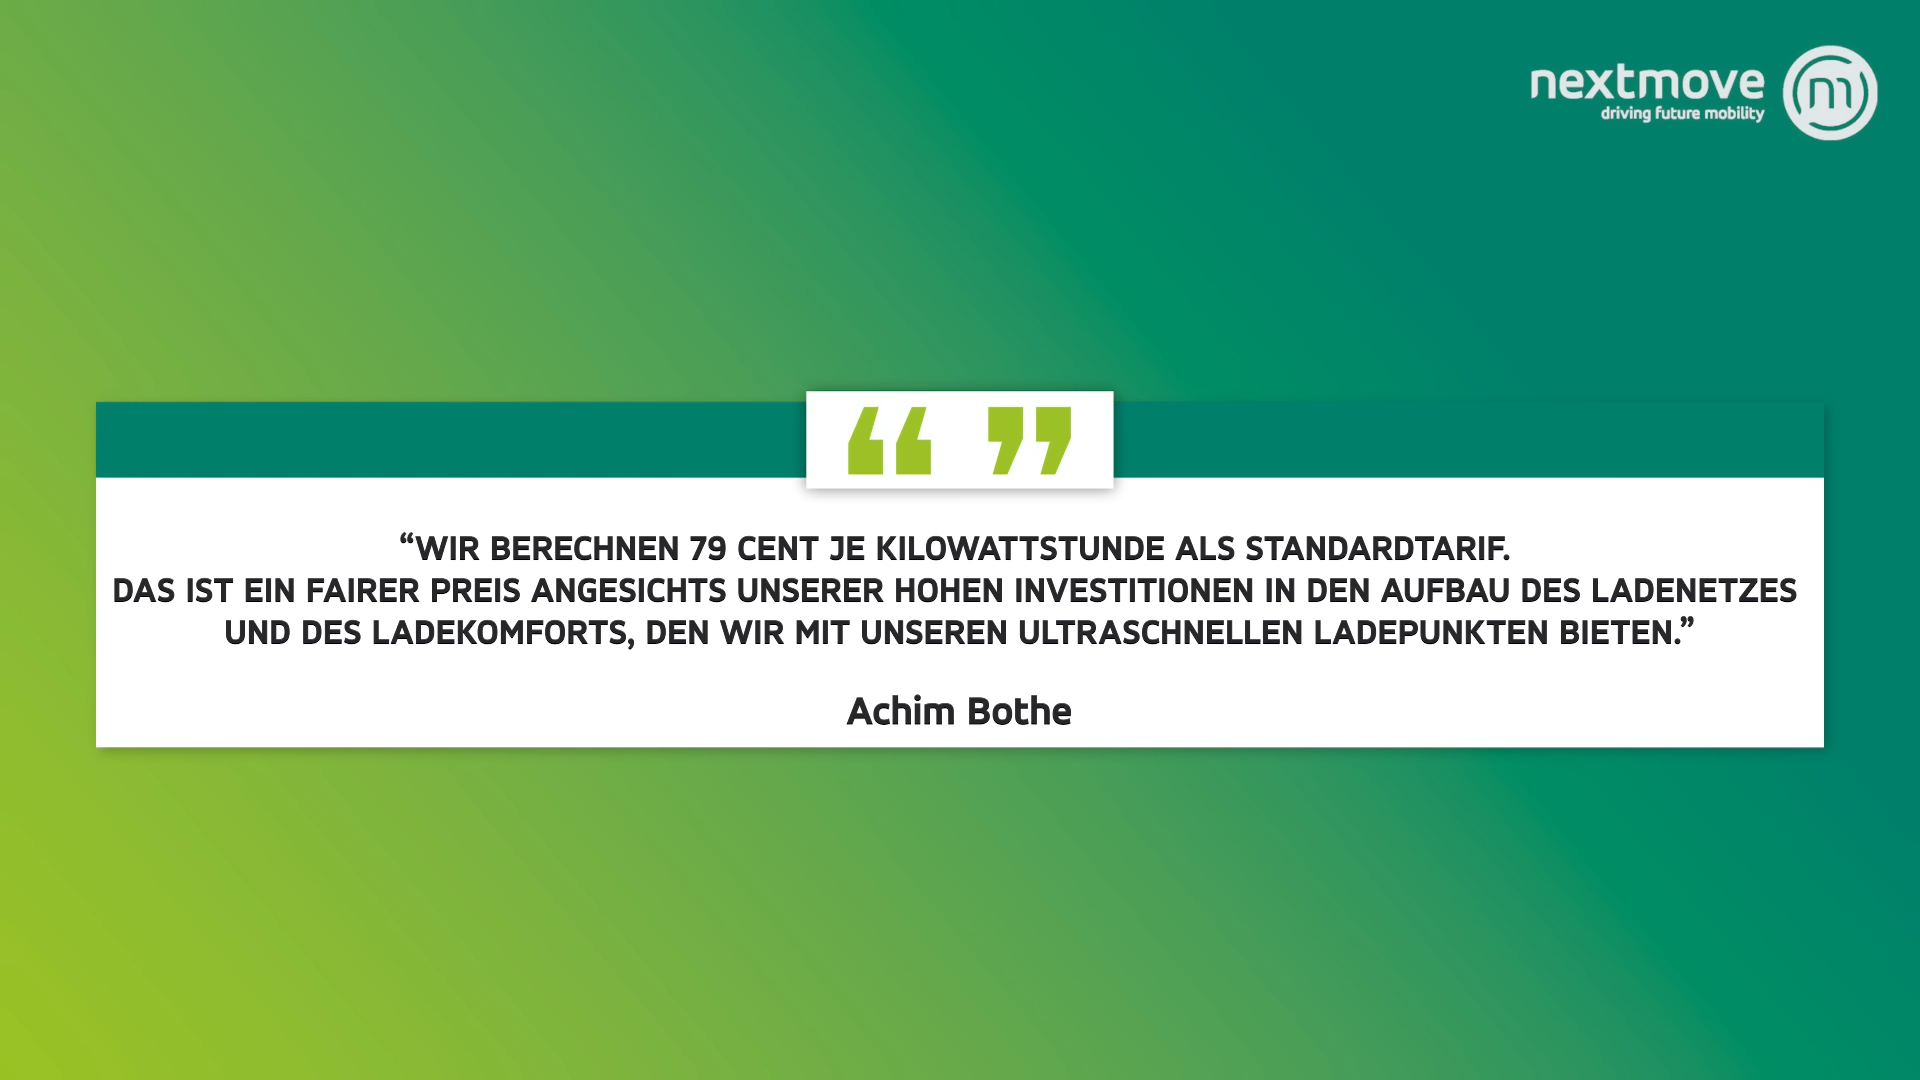 nextmove
driving future mobility
“ ”
“WIR BERECHNEN 79 CENT JE KILOWATTSTUNDE ALS STANDARDTARIF.
DAS IST EIN FAIRER PREIS ANGESICHTS UNSERER HOHEN INVESTITIONEN IN DEN AUFBAU DES LADENETZES
UND DES LADEKOMFORTS, DEN WIR MIT UNSEREN ULTRASCHNELLEN LADEPUNKTEN BIETEN.”
Achim Bothe